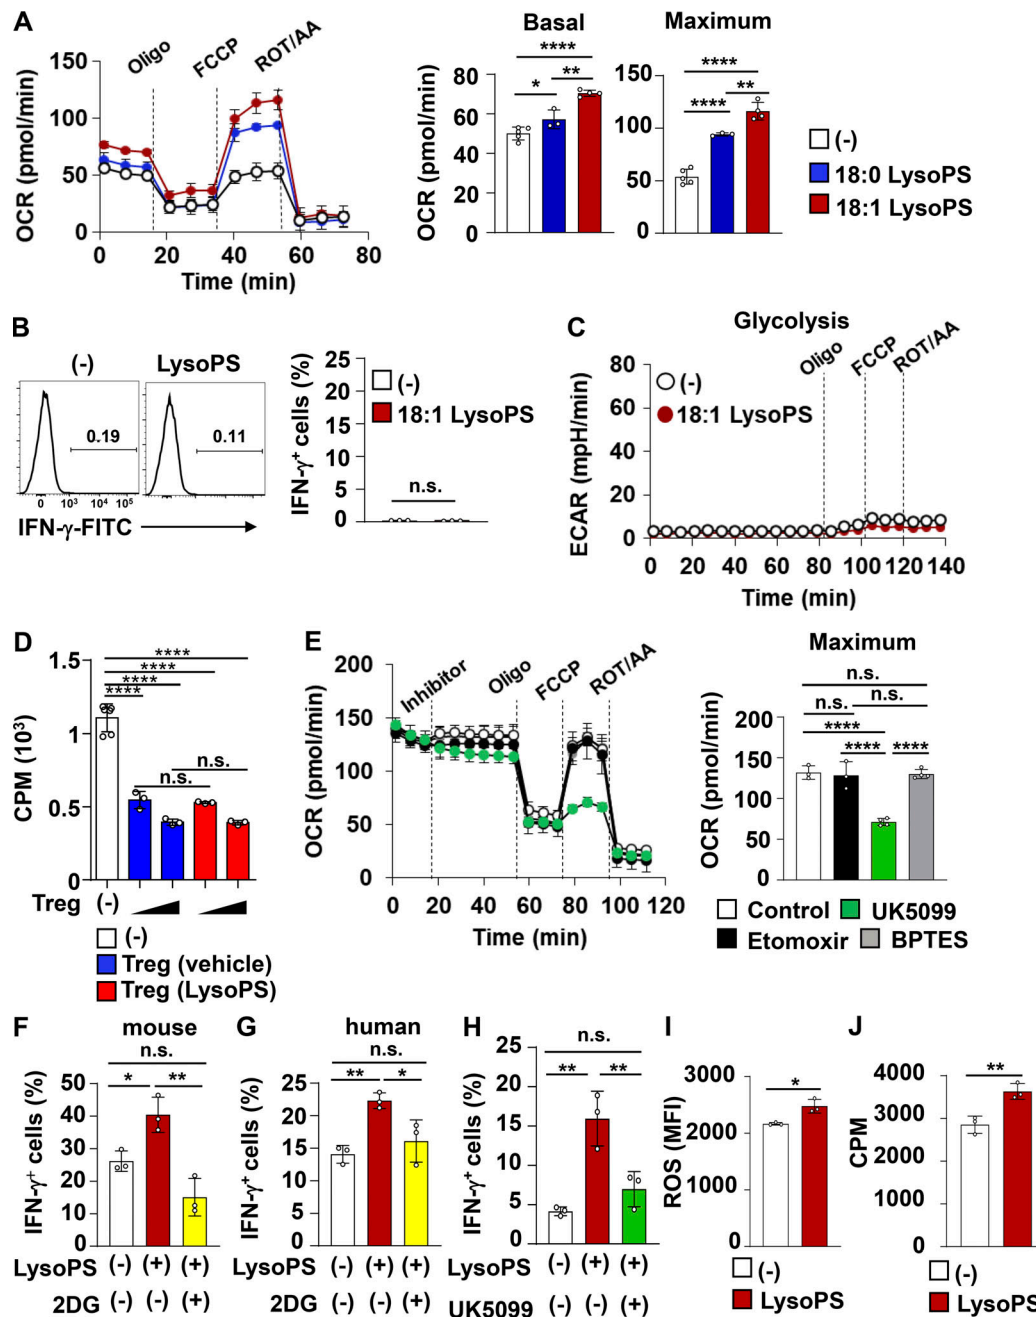 A
Oligo
FCCP
ROT/AA
OCR (pmol/min)
150
100
50
0
0 20 40 60 80
Time (min)
Basal
OCR (pmol/min)
80
60
40
20
0
****
* **
Maximum
150
100
50
0
****
**** **
(-)
18:0 LysoPS
18:1 LysoPS
B
(-) LysoPS
0.19
0.11
0 10³ 10⁴ 10⁵
0 10³ 10⁴ 10⁵
IFN-γ-FITC
IFN-γ⁺ cells (%)
25
20
15
10
5
0
(-)
18:1 LysoPS
n.s.
C
Glycolysis
Oligo
FCCP
ROT/AA
(-)
18:1 LysoPS
ECAR (mpH/min)
80
60
40
20
0
0 20 40 60 80 100 120 140
Time (min)
D
CPM (10³)
1.5
1
0.5
0
****
****
****
****
n.s.
n.s.
Treg (-)
(-)
Treg (vehicle)
Treg (LysoPS)
E
Inhibitor
Oligo
FCCP
ROT/AA
OCR (pmol/min)
200
150
100
50
0
0 20 40 60 80 100 120
Time (min)
Maximum
OCR (pmol/min)
200
150
100
50
0
n.s.
n.s. n.s.
****
**** ****
Control UK5099
Etomoxir BPTES
F
mouse
n.s.
* **
IFN-γ⁺ cells (%)
50
40
30
20
10
0
LysoPS (-) (+) (+)
2DG (-) (-) (+)
G
human
n.s.
** *
IFN-γ⁺ cells (%)
25
20
15
10
5
0
LysoPS (-) (+) (+)
2DG (-) (-) (+)
H
n.s.
** **
IFN-γ⁺ cells (%)
20
15
10
5
0
LysoPS (-) (+) (+)
UK5099 (-) (-) (+)
I
ROS (MFI)
3000
2000
1000
0
*
(-)
LysoPS
J
CPM
4000
3000
2000
1000
0
**
(-)
LysoPS